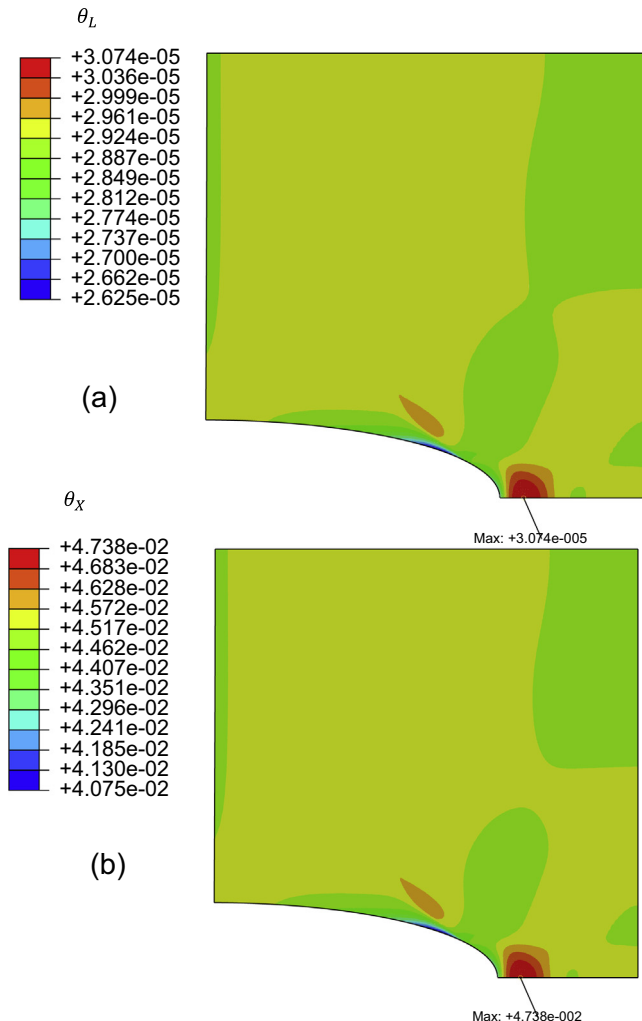 θ_L
+3.074e-05
+3.036e-05
+2.999e-05
+2.961e-05
+2.924e-05
+2.887e-05
+2.849e-05
+2.812e-05
+2.774e-05
+2.737e-05
+2.700e-05
+2.662e-05
+2.625e-05
(a)
Max: +3.074e-005
θ_X
+4.738e-02
+4.683e-02
+4.628e-02
+4.572e-02
+4.517e-02
+4.462e-02
+4.407e-02
+4.351e-02
+4.296e-02
+4.241e-02
+4.185e-02
+4.130e-02
+4.075e-02
(b)
Max: +4.738e-002